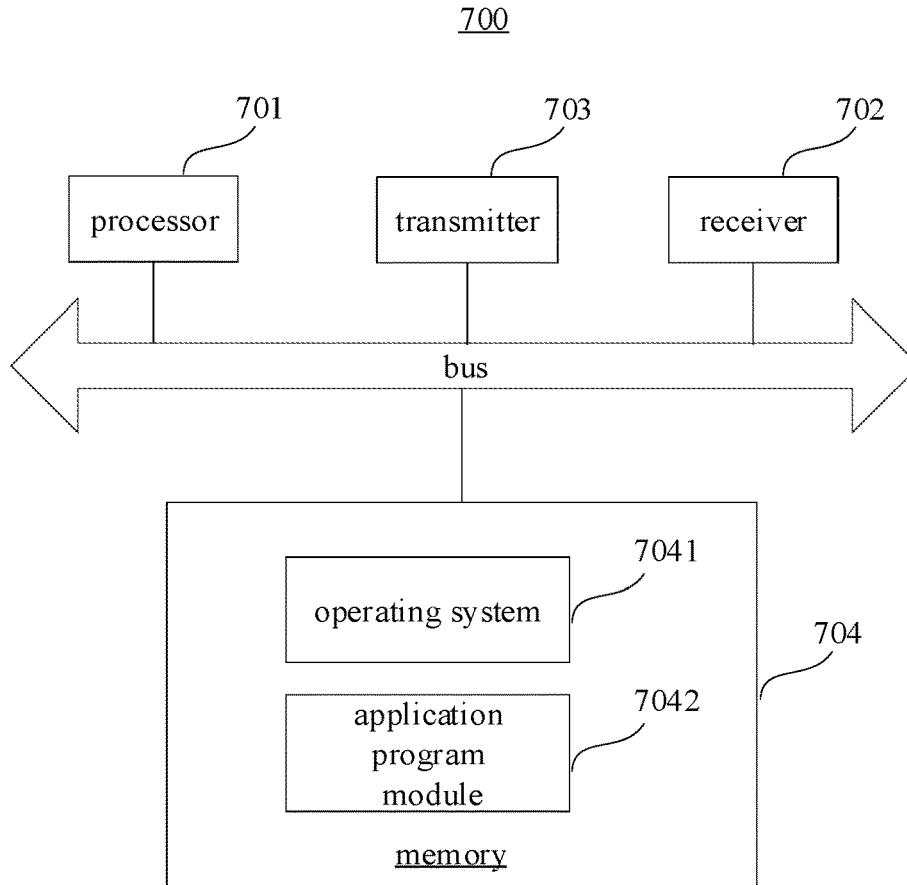 700
701
703
702
processor
transmitter
receiver
bus
7041
operating system
704
7042
application
program
module
memory